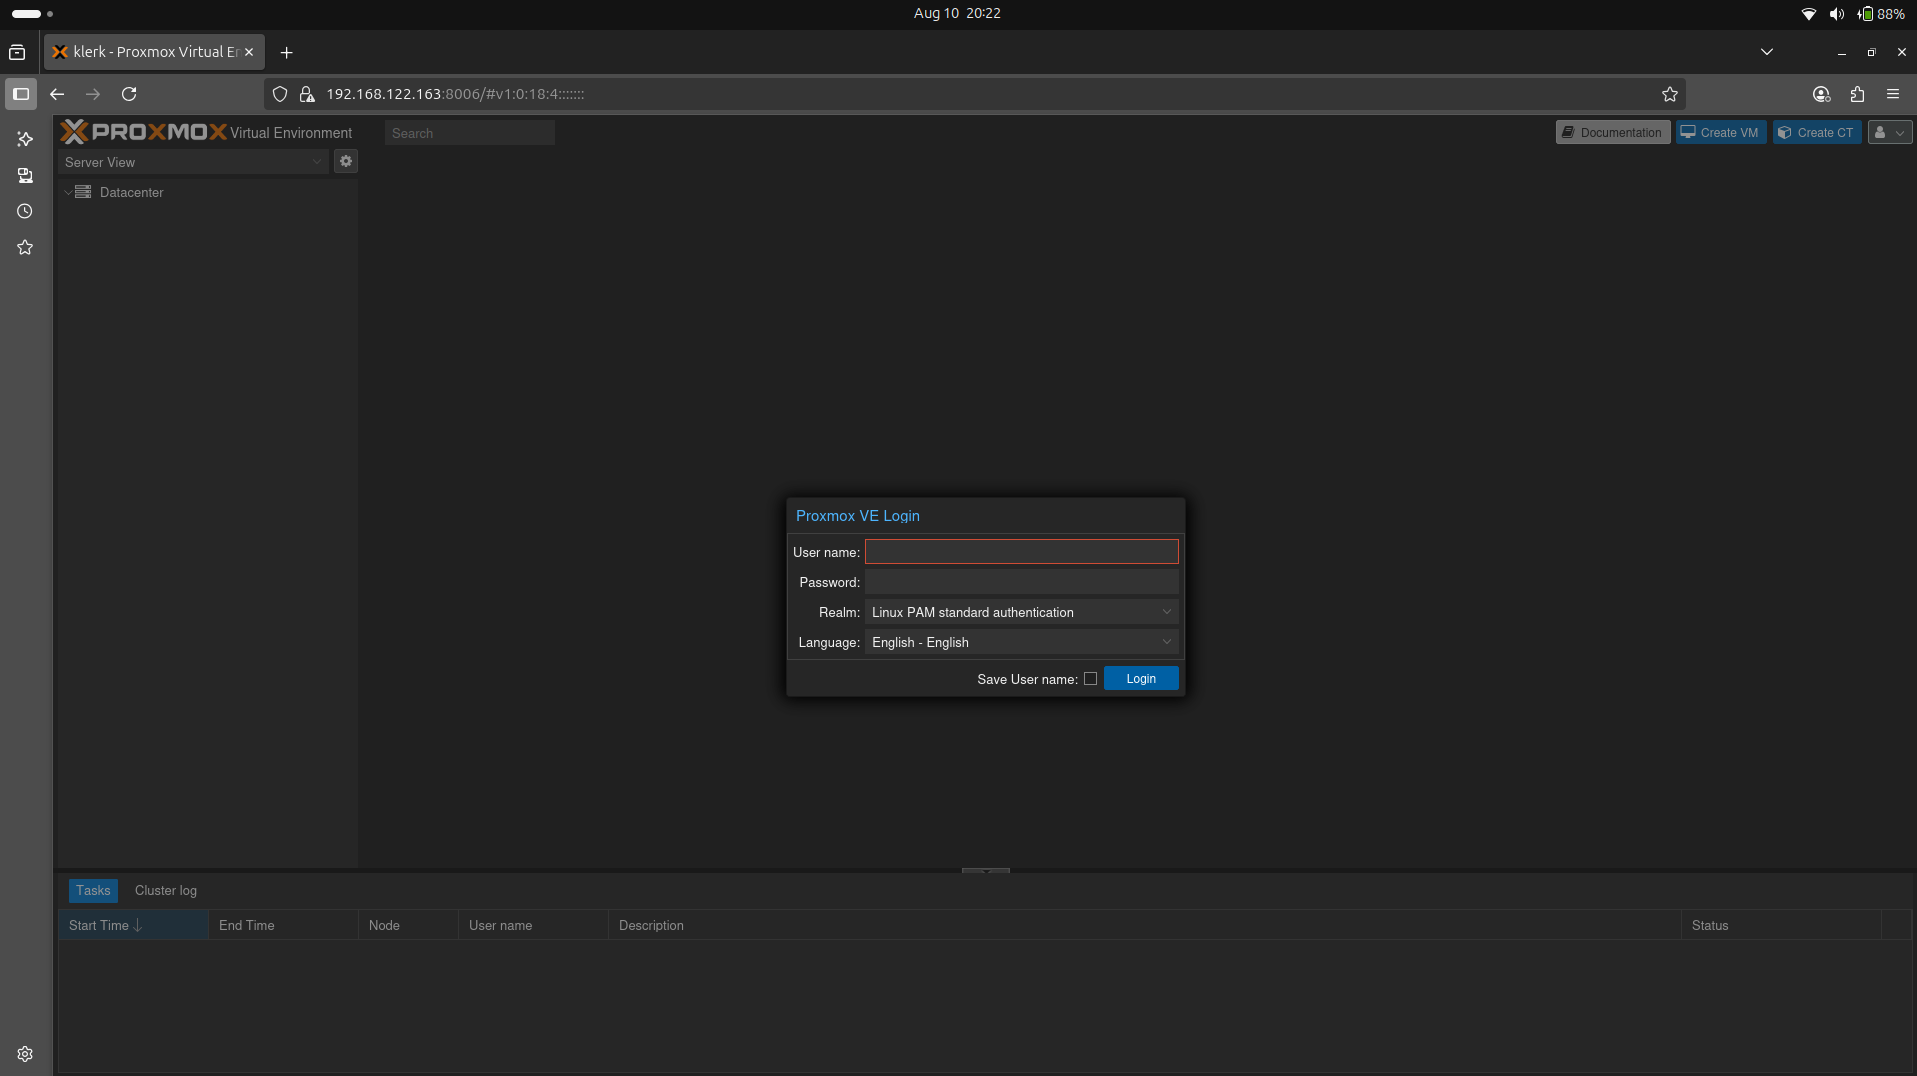 Aug 10 20:22
88%
klerk - Proxmox Virtual En
192.168.122.163:8006/#v1:0:18:4:::::::
PROXMOX Virtual Environment
Search
Documentation
Create VM
Create CT
Server View
Datacenter
Proxmox VE Login
User name:
Password:
Realm: Linux PAM standard authentication
Language: English - English
Save User name:
Login
Tasks
Cluster log
Start Time
End Time
Node
User name
Description
Status